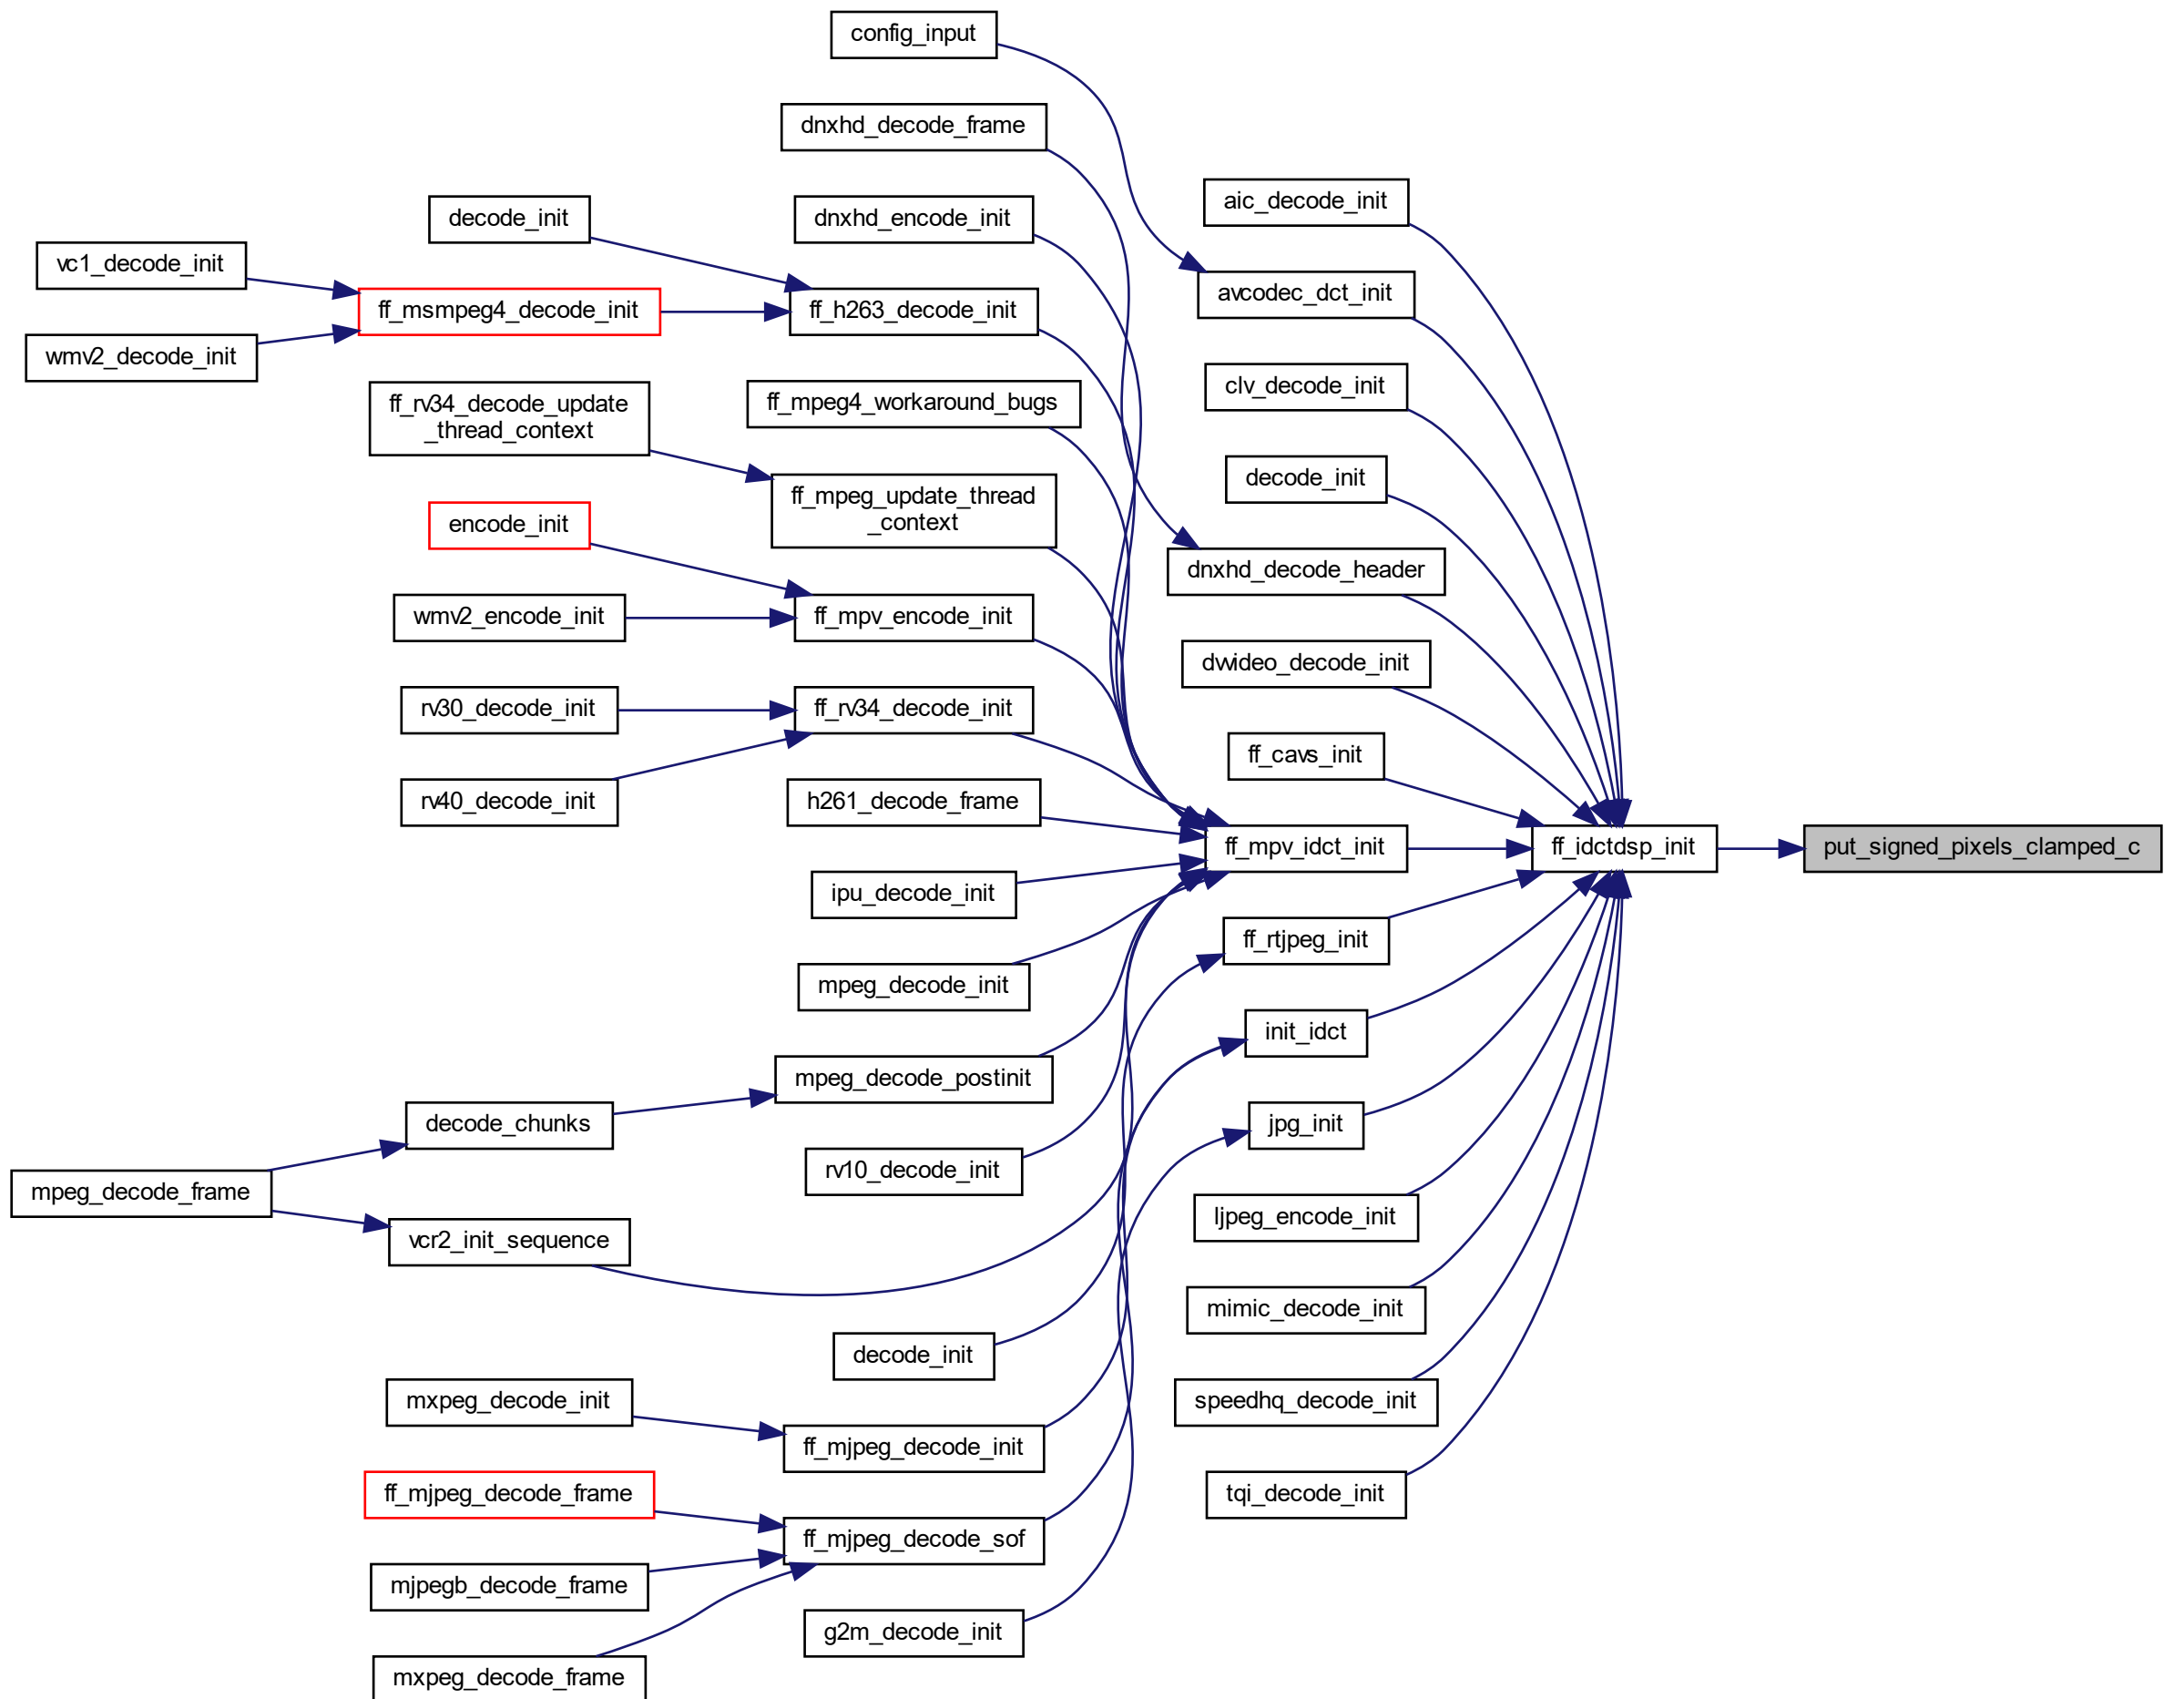 config_input
dnxhd_decode_frame
aic_decode_init
decode_init
dnxhd_encode_init
vc1_decode_init
avcodec_dct_init
ff_msmpeg4_decode_init
ff_h263_decode_init
wmv2_decode_init
clv_decode_init
ff_rv34_decode_update
_thread_context
ff_mpeg4_workaround_bugs
decode_init
ff_mpeg_update_thread
_context
encode_init
dnxhd_decode_header
wmv2_encode_init
ff_mpv_encode_init
dvvideo_decode_init
rv30_decode_init
ff_rv34_decode_init
ff_cavs_init
rv40_decode_init
h261_decode_frame
ff_mpv_idct_init
ff_idctdsp_init
put_signed_pixels_clamped_c
ipu_decode_init
ff_rtjpeg_init
mpeg_decode_init
init_idct
mpeg_decode_postinit
decode_chunks
jpg_init
rv10_decode_init
mpeg_decode_frame
ljpeg_encode_init
vcr2_init_sequence
mimic_decode_init
decode_init
mxpeg_decode_init
speedhq_decode_init
ff_mjpeg_decode_init
ff_mjpeg_decode_frame
tqi_decode_init
ff_mjpeg_decode_sof
mjpegb_decode_frame
g2m_decode_init
mxpeg_decode_frame